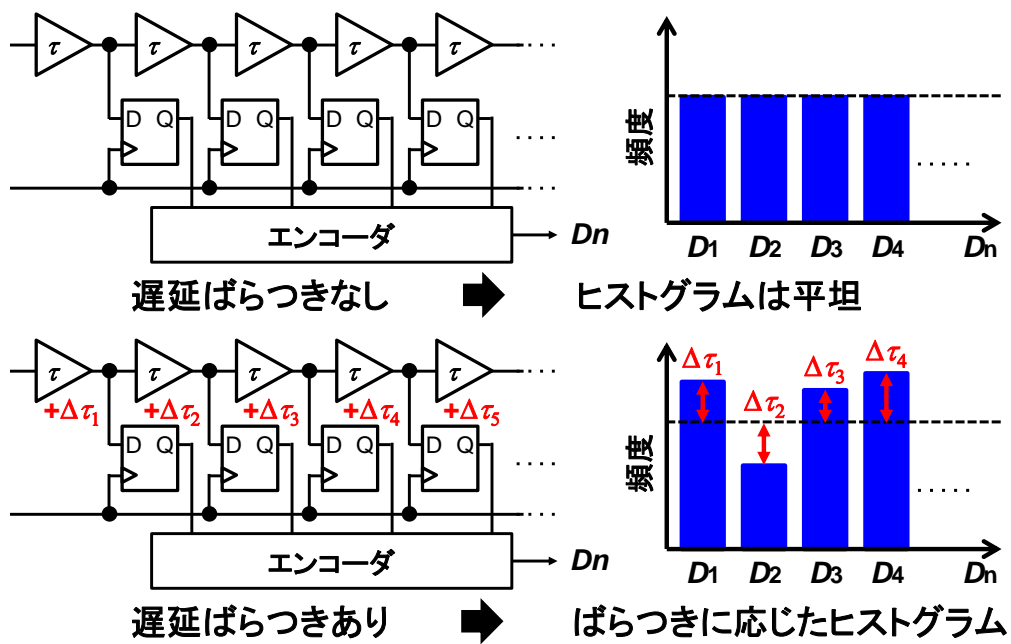 τ τ τ τ τ ····
D Q D Q D Q D Q ····
····
エンコーダ Dn
遅延ばらつきなし ➡ ヒストグラムは平坦
頻度
·····
D1 D2 D3 D4 Dn
τ τ τ τ τ ····
+Δτ1 +Δτ2 +Δτ3 +Δτ4 +Δτ5
D Q D Q D Q D Q ····
····
エンコーダ Dn
遅延ばらつきあり ➡ ばらつきに応じたヒストグラム
Δτ1 Δτ2 Δτ3 Δτ4
頻度
·····
D1 D2 D3 D4 Dn